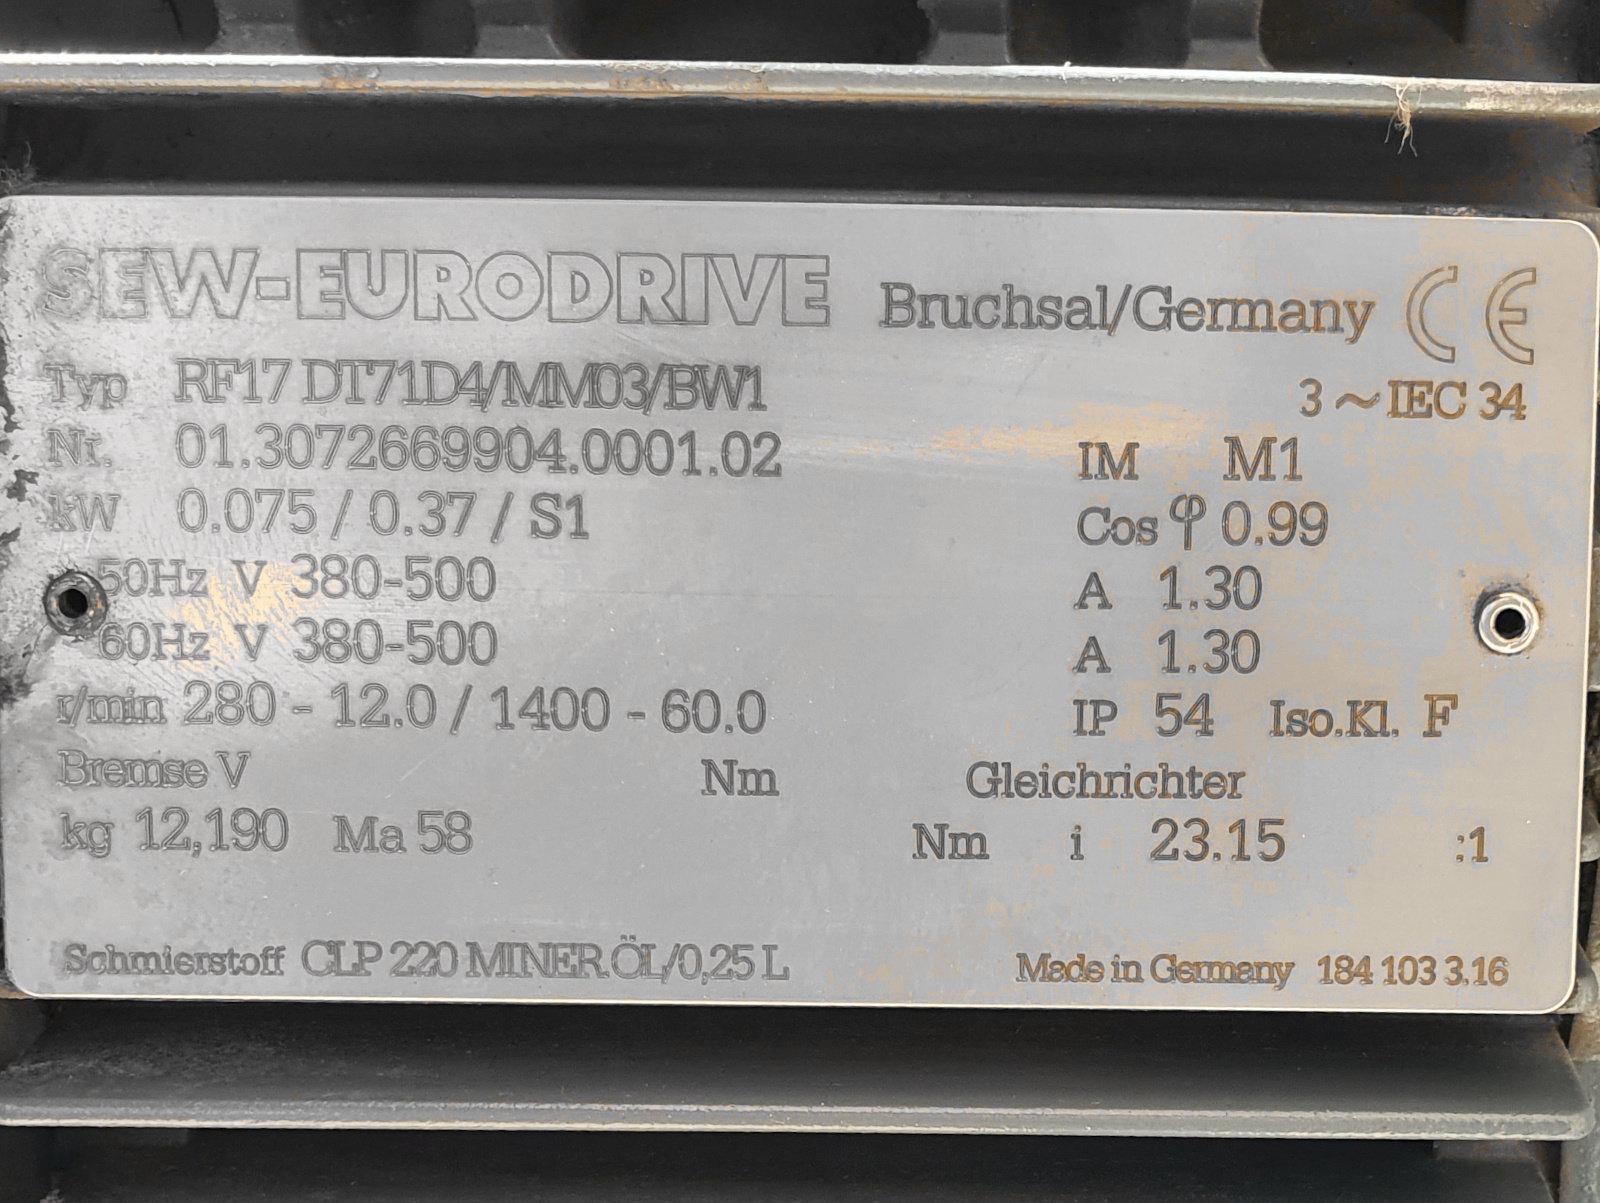 SEW-EURODRIVE Bruchsal/Germany CE
Typ RF17 DT71D4/MM03/BW1 3 ~ IEC 34
Nr. 01.3072669904.0001.02 IM M1
kW 0.075 / 0.37 / S1 Cos φ 0.99
50Hz V 380-500 A 1.30
60Hz V 380-500 A 1.30
r/min 280 - 12.0 / 1400 - 60.0 IP 54 Iso.Kl. F
Bremse V Nm Gleichrichter
kg 12,190 Ma 58 Nm i 23.15 :1
Schmierstoff CLP 220 MINER.ÖL/0,25 L Made in Germany 184 103 3.16